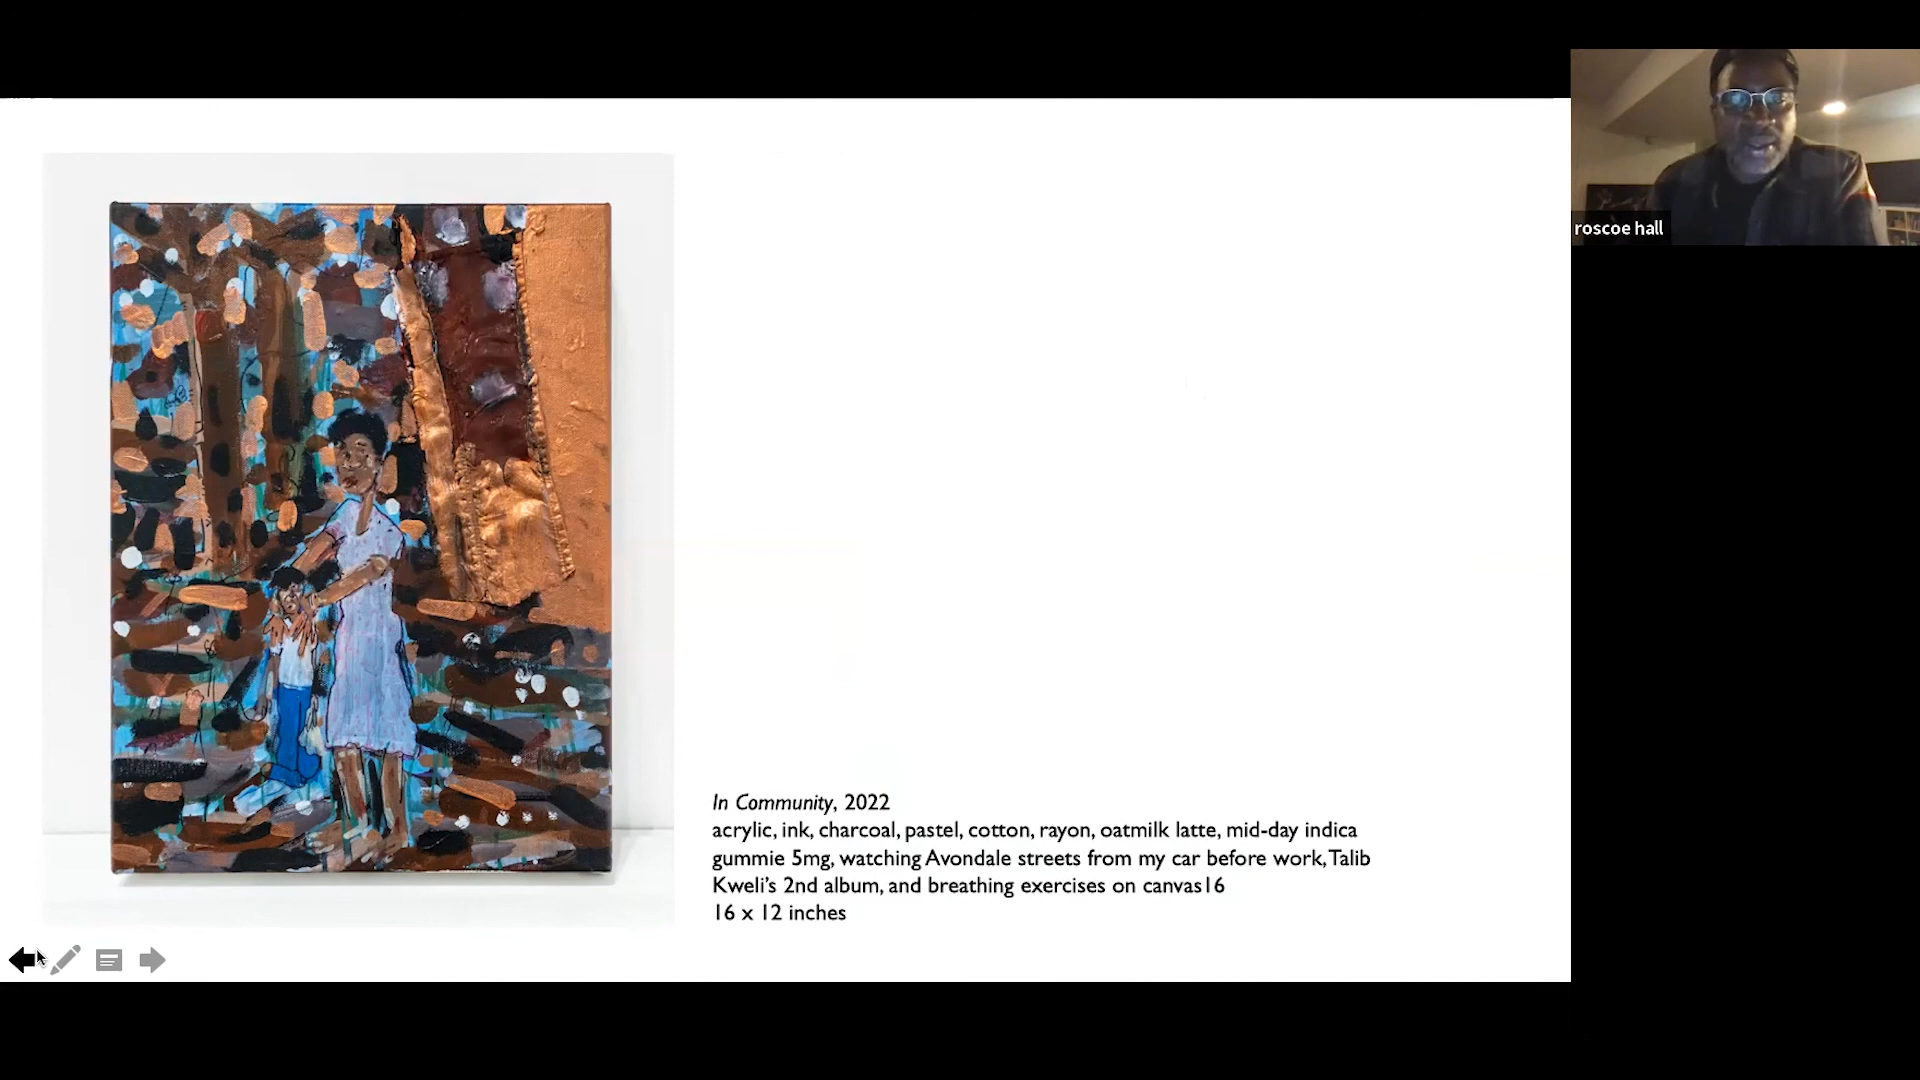 roscoe hall
In Community, 2022
acrylic, ink, charcoal, pastel, cotton, rayon, oatmilk latte, mid-day indica
gummie 5mg, watching Avondale streets from my car before work, Talib
Kweli's 2nd album, and breathing exercises on canvas16
16 x 12 inches